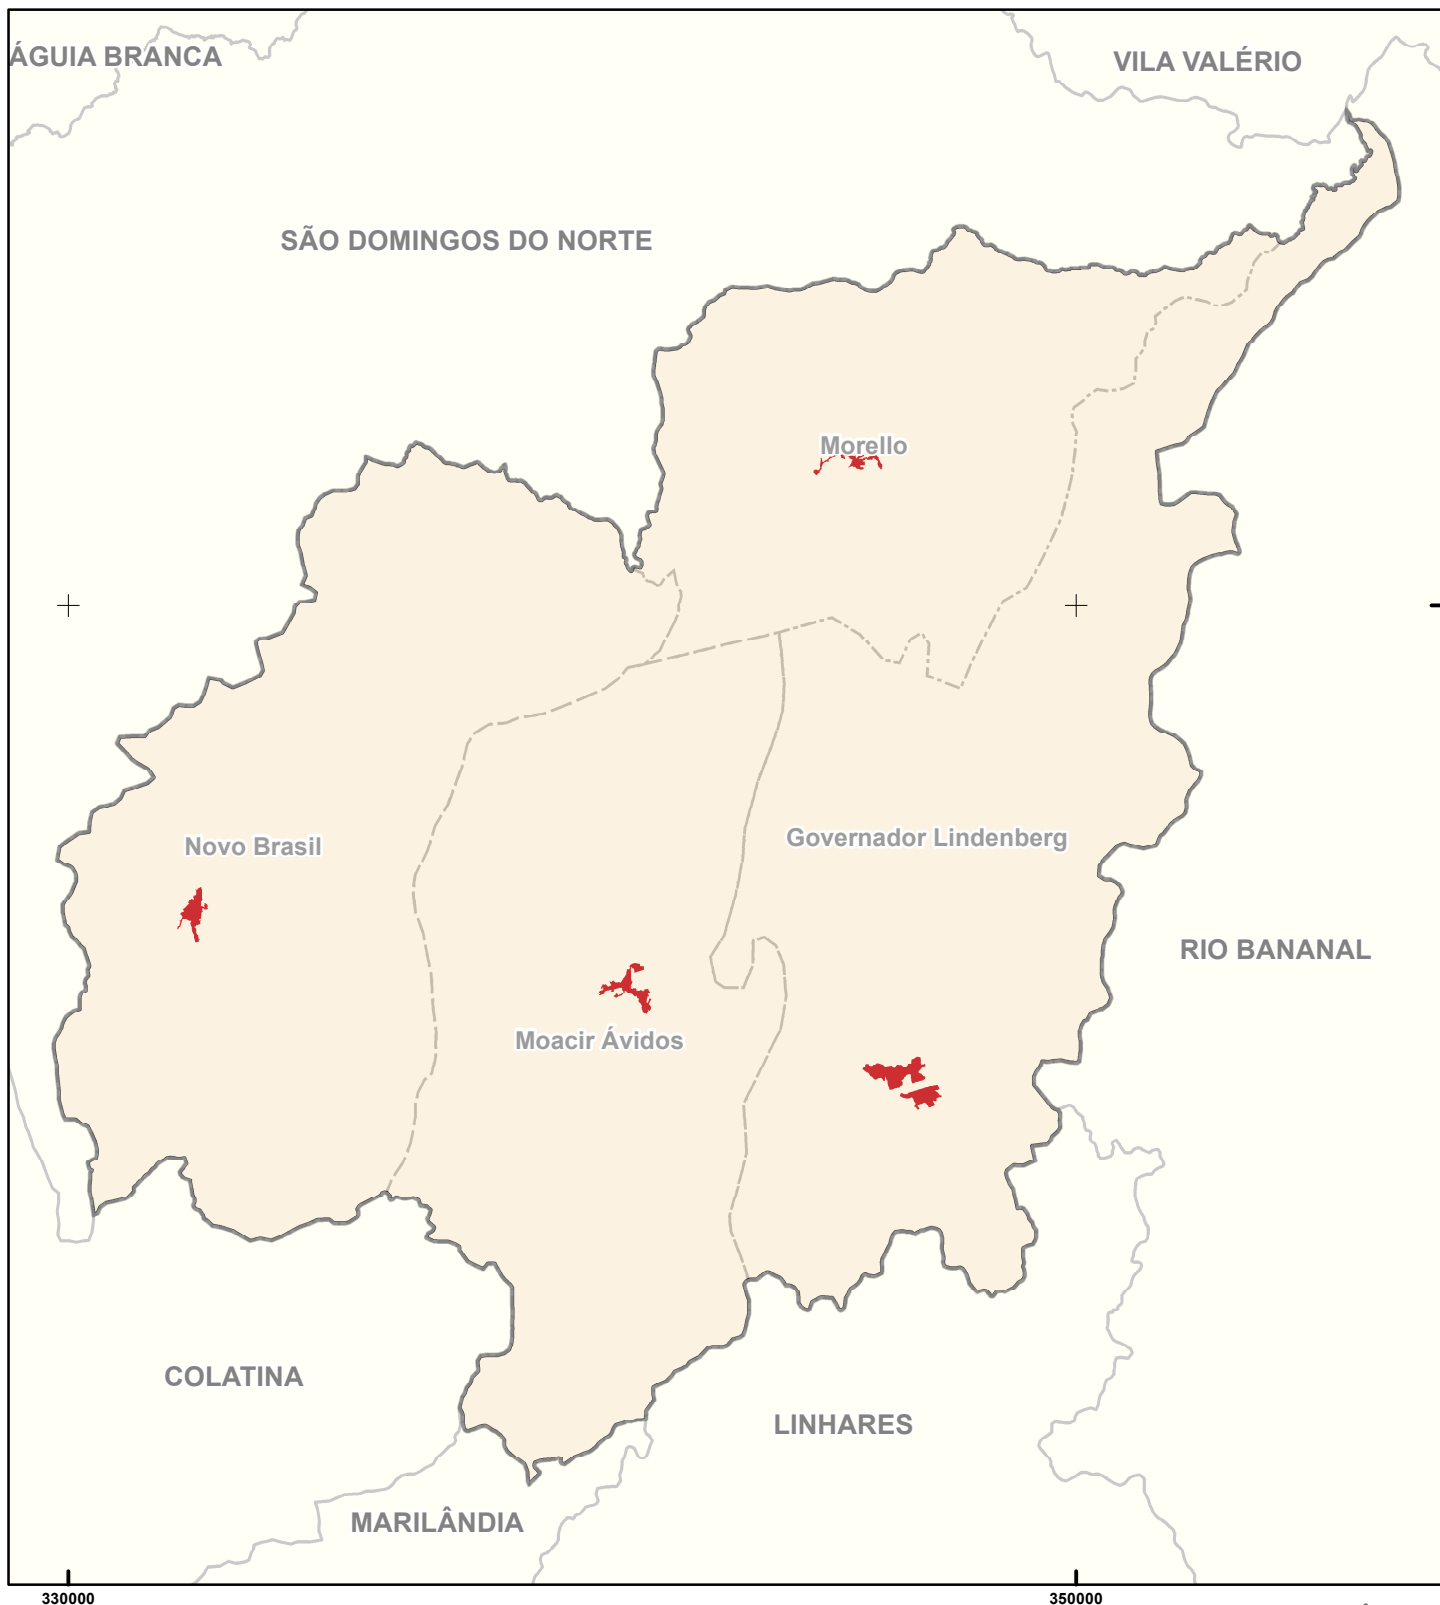 ÁGUIA BRANCA
VILA VALÉRIO
SÃO DOMINGOS DO NORTE
Morello
Governador Lindenberg
Novo Brasil
RIO BANANAL
Moacir Ávidos
COLATINA
LINHARES
MARILÂNDIA
330000
350000